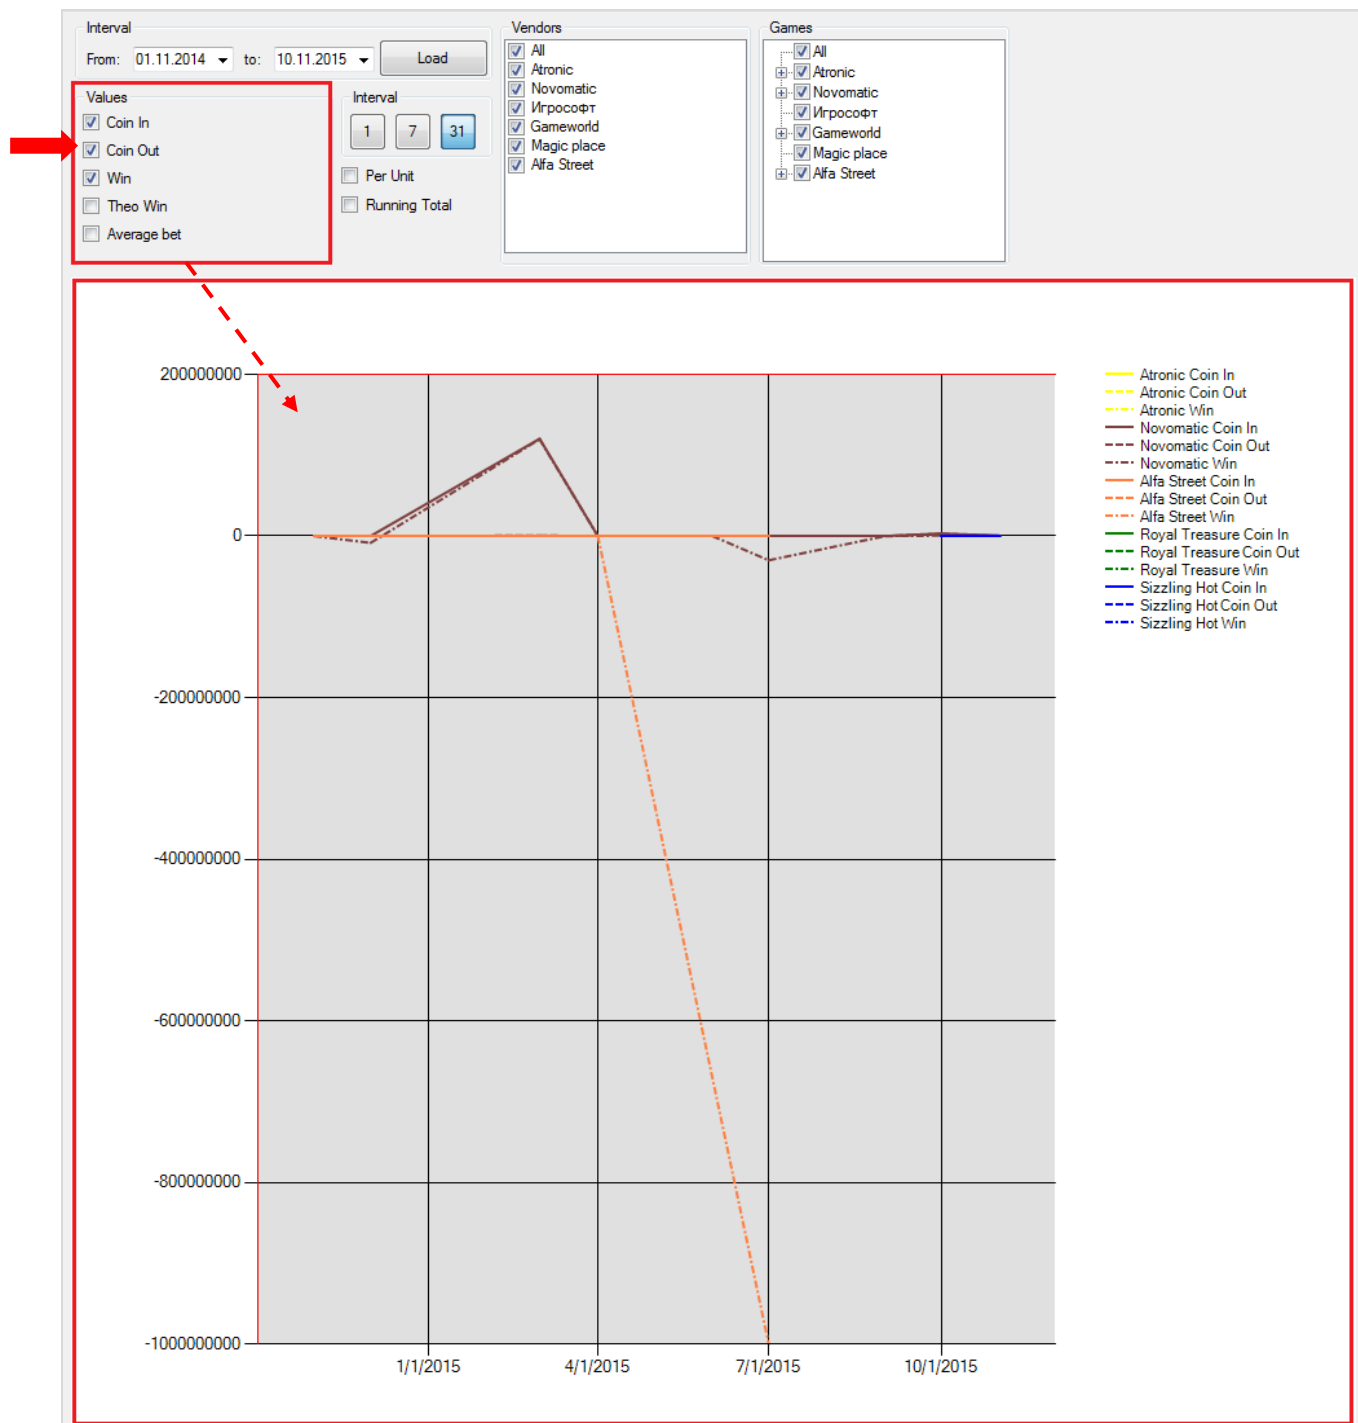 Interval
From: 01.11.2014 to: 10.11.2015 Load
Values
Coin In
Coin Out
Win
Theo Win
Average bet
Interval
1 7 31
Per Unit
Running Total
Vendors
All
Atronic
Novomatic
Игрософт
Gameworld
Magic place
Alfa Street
Games
All
Atronic
Novomatic
Игрософт
Gameworld
Magic place
Alfa Street
200000000
0
-200000000
-400000000
-600000000
-800000000
-1000000000
1/1/2015 4/1/2015 7/1/2015 10/1/2015
Atronic Coin In
Atronic Coin Out
Atronic Win
Novomatic Coin In
Novomatic Coin Out
Novomatic Win
Alfa Street Coin In
Alfa Street Coin Out
Alfa Street Win
Royal Treasure Coin In
Royal Treasure Coin Out
Royal Treasure Win
Sizzling Hot Coin In
Sizzling Hot Coin Out
Sizzling Hot Win